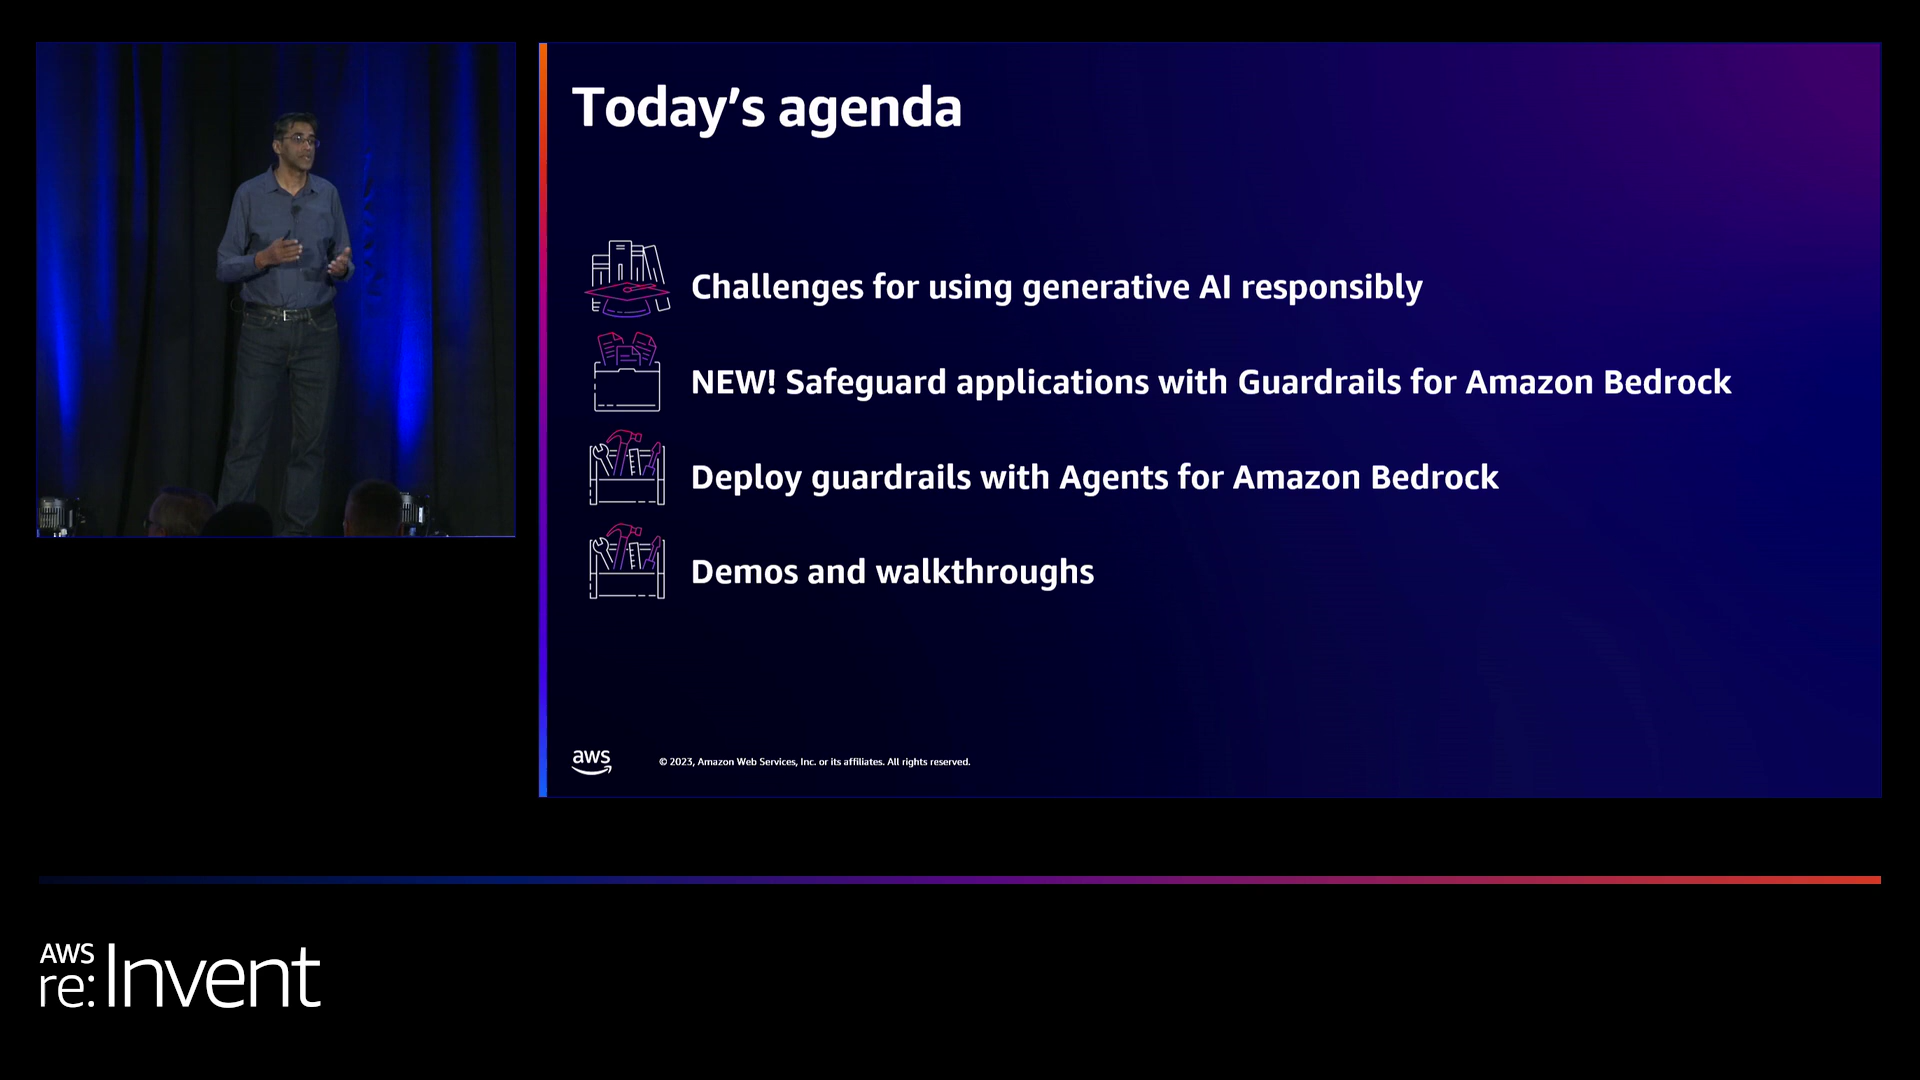 Today's agenda
Challenges for using generative AI responsibly
NEW! Safeguard applications with Guardrails for Amazon Bedrock
Deploy guardrails with Agents for Amazon Bedrock
Demos and walkthroughs
aws
© 2023, Amazon Web Services, Inc. or its affiliates. All rights reserved.
AWS
re:Invent